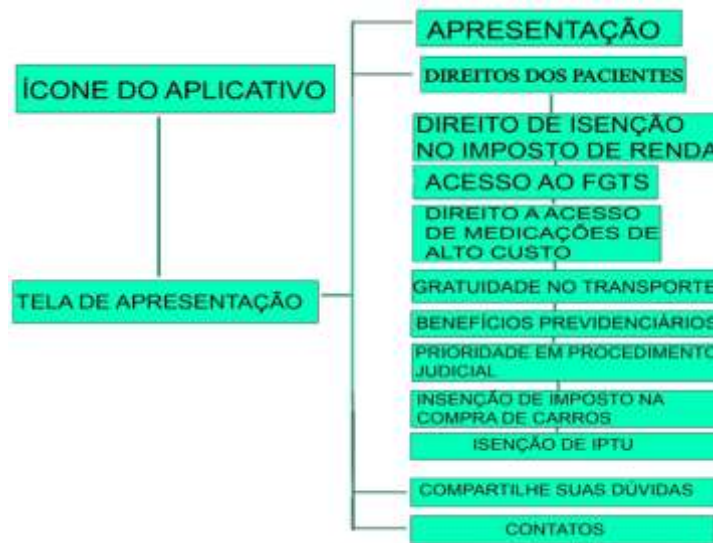 APRESENTAÇÃO
ÍCONE DO APLICATIVO
DIREITOS DOS PACIENTES
DIREITO DE ISENÇÃO
NO IMPOSTO DE RENDA
ACESSO AO FGTS
DIREITO A ACESSO
DE MEDICAÇÕES DE
ALTO CUSTO
TELA DE APRESENTAÇÃO
GRATUIDADE NO TRANSPORTE
BENEFÍCIOS PREVIDENCIÁRIOS
PRIORIDADE EM PROCEDIMENTO
JUDICIAL
INSENÇÃO DE IMPOSTO NA
COMPRA DE CARROS
ISENÇÃO DE IPTU
COMPARTILHE SUAS DÚVIDAS
CONTATOS